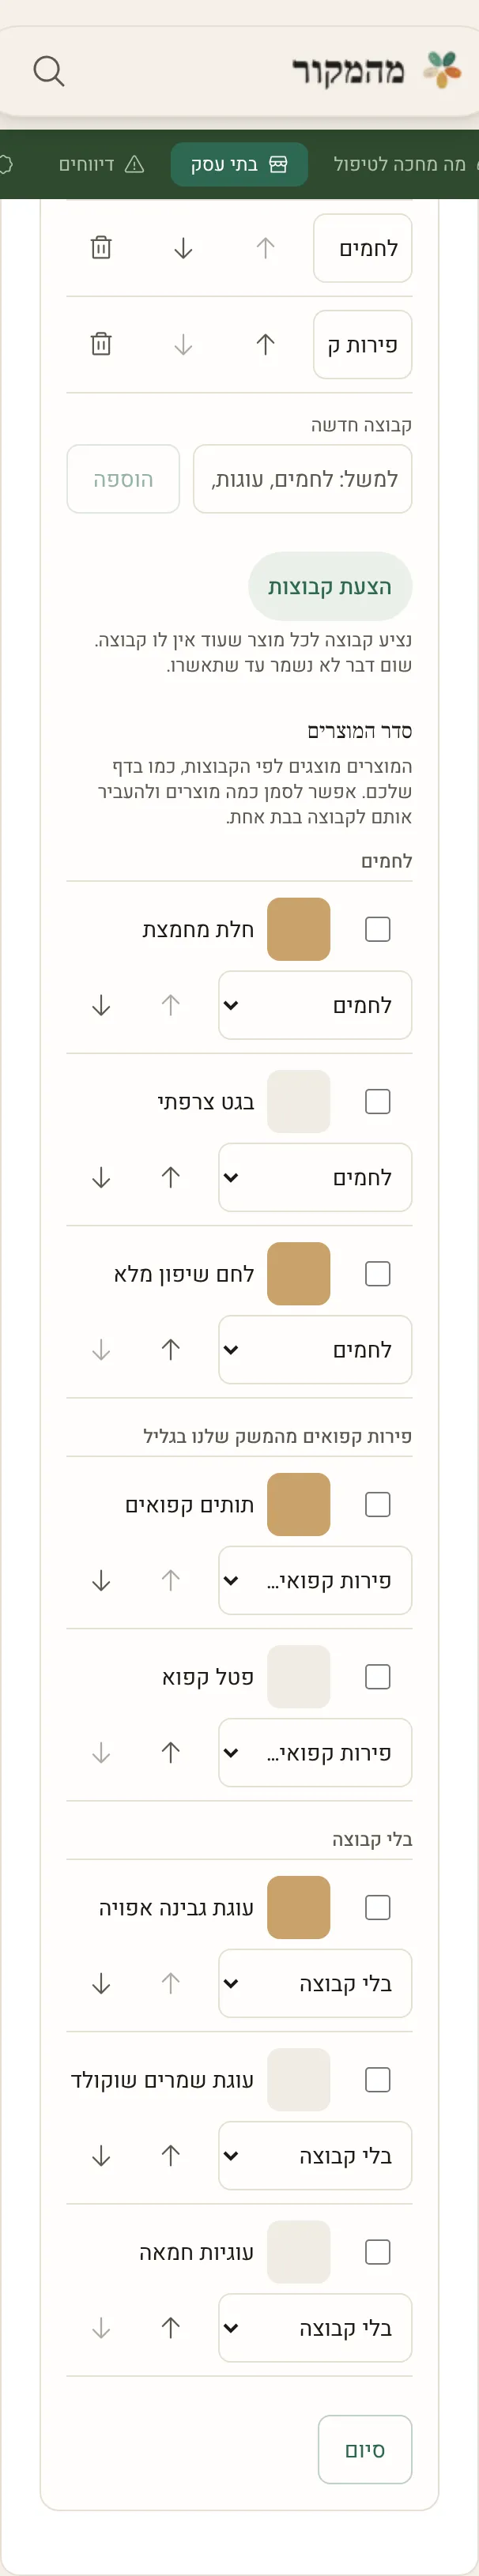 מהמקור
מה מחכה לטיפול
בתי עסק
דיווחים
לחמים
פירות ק
קבוצה חדשה
למשל: לחמים, עוגות,
הוספה
הצעת קבוצות
נציע קבוצה לכל מוצר שעוד אין לו קבוצה.
שום דבר לא נשמר עד שתאשרו.
סדר המוצרים
המוצרים מוצגים לפי הקבוצות, כמו בדף
שלכם. אפשר לסמן כמה מוצרים ולהעביר
אותם לקבוצה בבת אחת.
לחמים
חלת מחמצת
לחמים
בגט צרפתי
לחמים
לחם שיפון מלא
לחמים
פירות קפואים מהמשק שלנו בגליל
תותים קפואים
פירות קפואי...
פטל קפוא
פירות קפואי...
בלי קבוצה
עוגת גבינה אפויה
בלי קבוצה
עוגת שמרים שוקולד
בלי קבוצה
עוגיות חמאה
בלי קבוצה
סיום